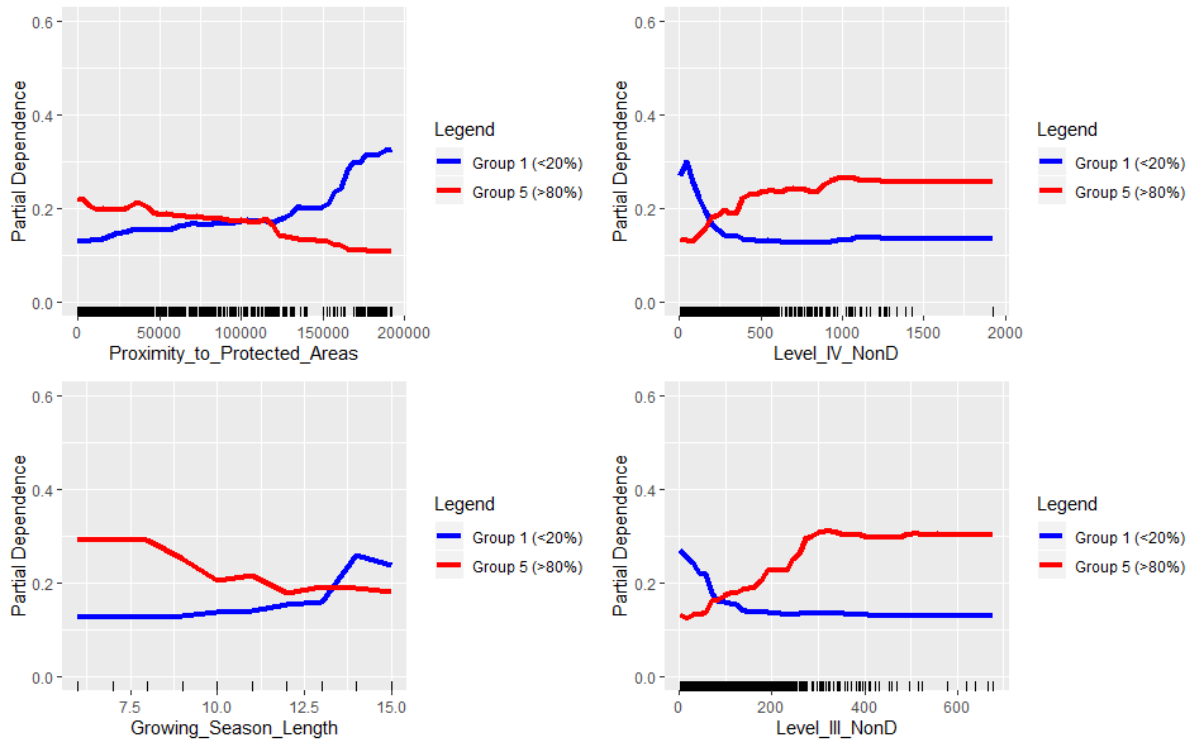 Partial Dependence
0.6
0.4
0.2
0.0
0 50000 100000 150000 200000
Proximity_to_Protected_Areas
Legend
Group 1 (<20%)
Group 5 (>80%)
Partial Dependence
0.6
0.4
0.2
0.0
0 500 1000 1500 2000
Level_IV_NonD
Legend
Group 1 (<20%)
Group 5 (>80%)
Partial Dependence
0.6
0.4
0.2
0.0
7.5 10.0 12.5 15.0
Growing_Season_Length
Legend
Group 1 (<20%)
Group 5 (>80%)
Partial Dependence
0.6
0.4
0.2
0.0
0 200 400 600
Level_III_NonD
Legend
Group 1 (<20%)
Group 5 (>80%)